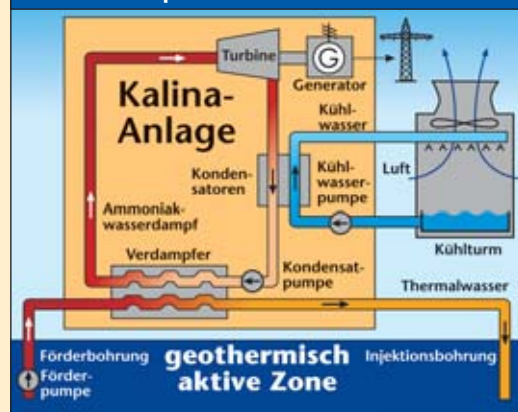 Turbine
G
Generator
Kalina-
Anlage
Kühl-
wasser
Konden-
satoren
Kühl-
wasser-
pumpe
Luft
Ammoniak-
wasserdampf
Kühlturm
Verdampfer
Kondensat-
pumpe
Thermalwasser
Förderbohrung
geothermisch
aktive Zone
Injektionsbohrung
Förder-
pumpe